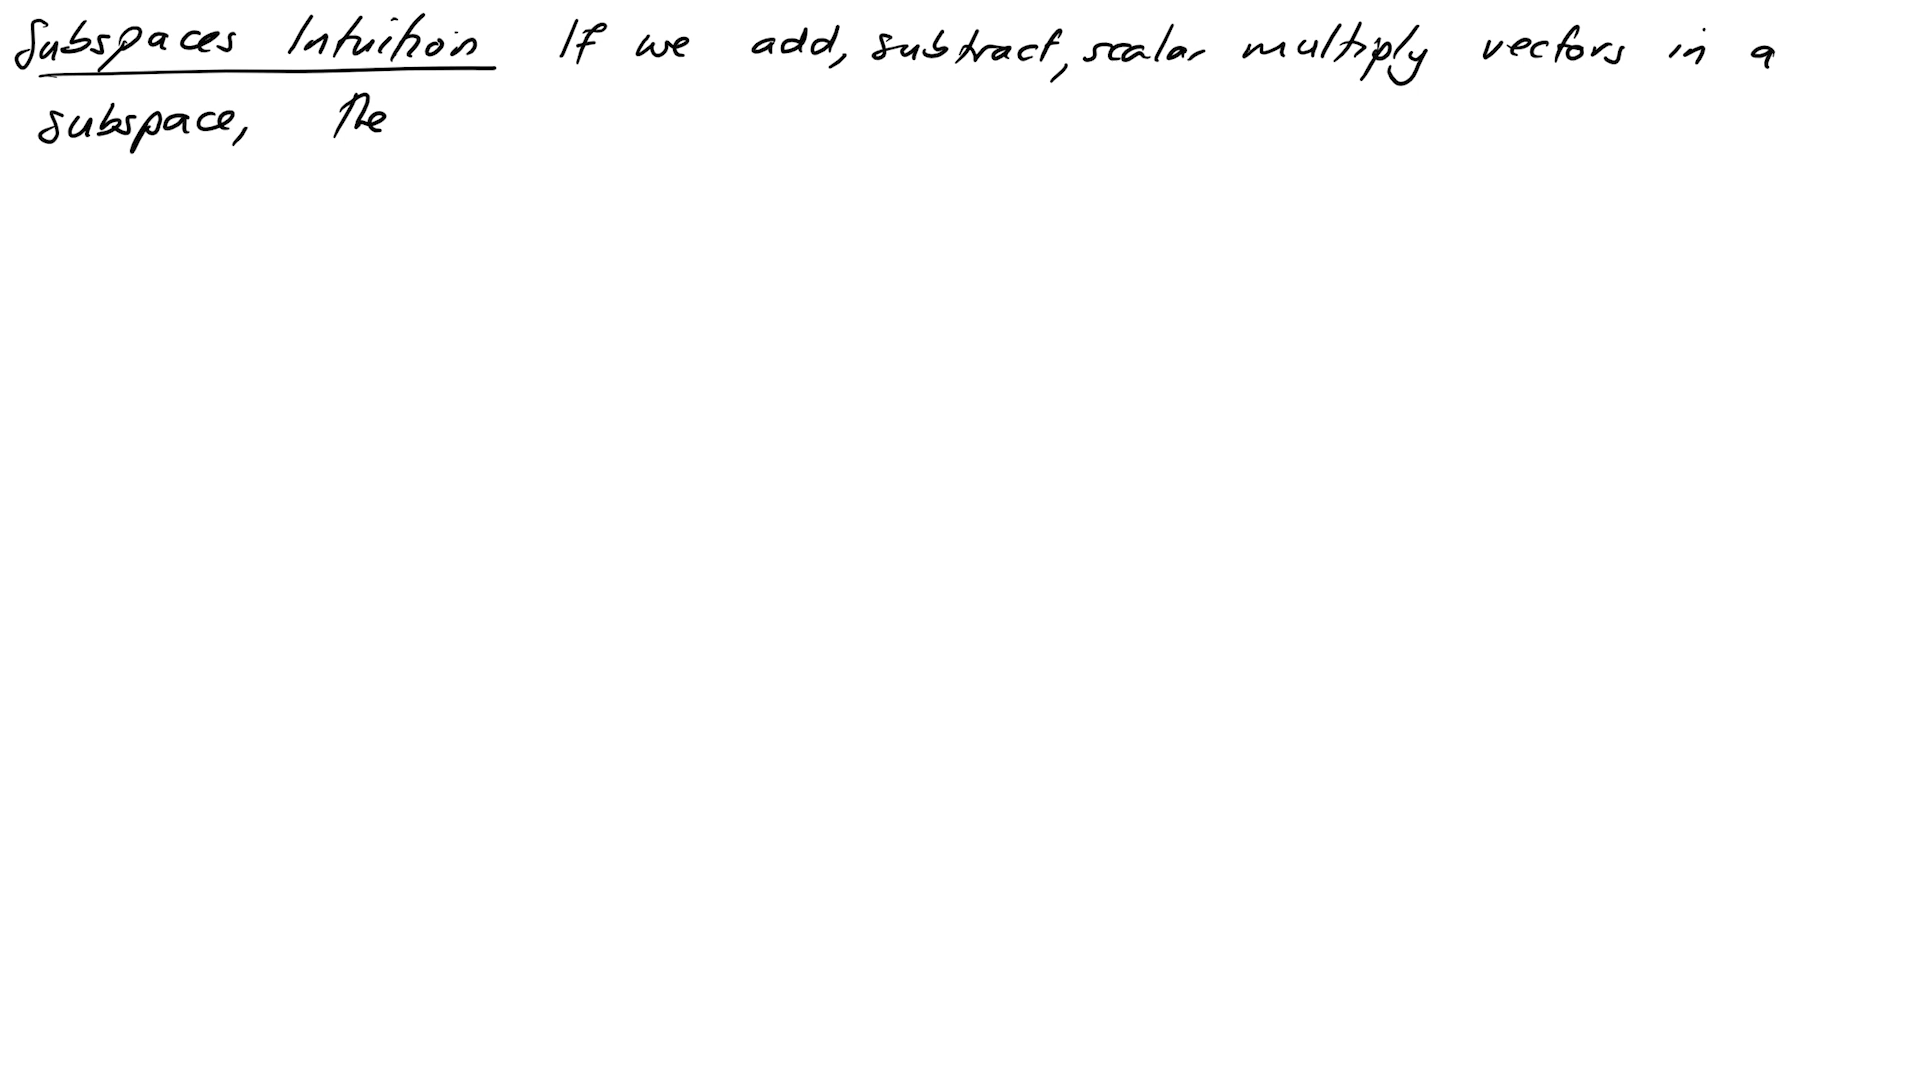 Subspaces Intuition If we add, subtract, scalar multiply vectors in a
subspace, the